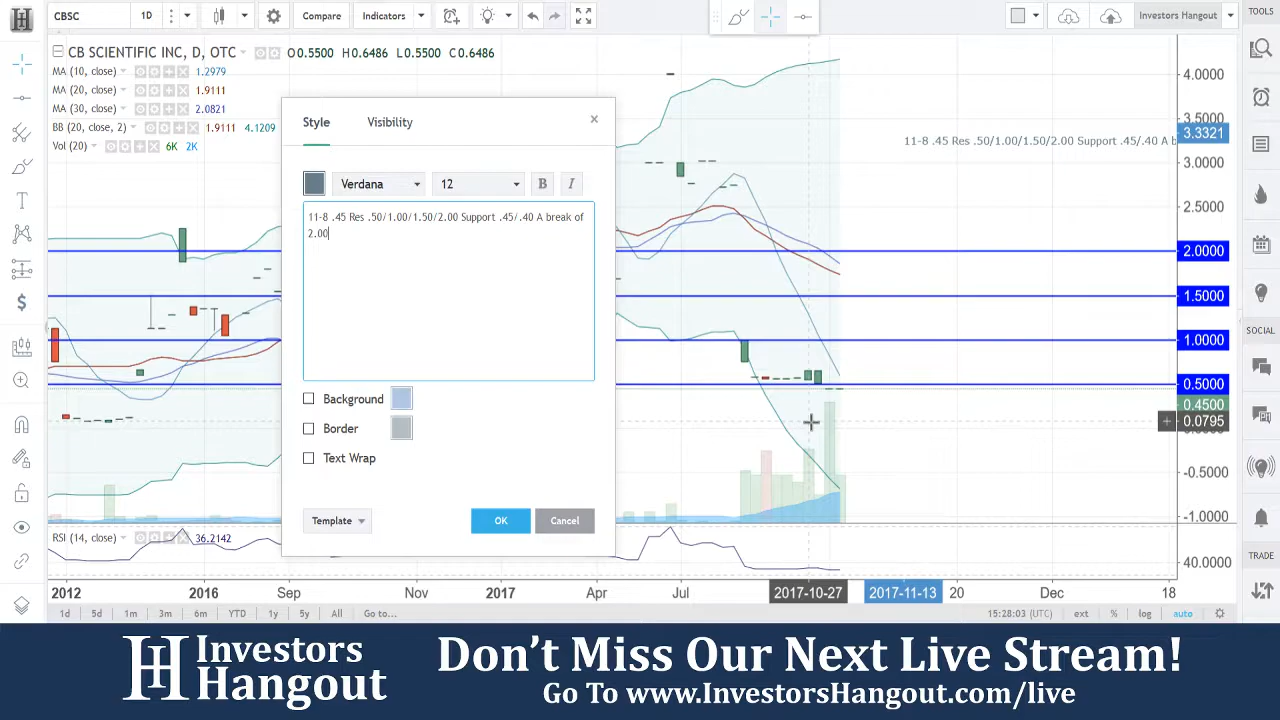 CBSC 1D Compare Indicators Investors Hangout TOOLS
CB SCIENTIFIC INC, D, OTC O0.5500 H0.6486 L0.5500 C0.6486
MA (10, close) 1.2979
MA (20, close) 1.9111
MA (30, close) 2.0821
BB (20, close, 2) 1.9111 4.1209
Vol (20) 6K 2K
Style Visibility
Verdana 12 B I
11-8 .45 Res .50/1.00/1.50/2.00 Support .45/.40 A break of
2.00
Background
Border
Text Wrap
Template OK Cancel
11-8 .45 Res .50/1.00/1.50/2.00 Support .45/.40 A b
4.0000
3.5000
3.3321
3.0000
2.5000
2.0000
1.5000
1.0000
0.5000
0.4500
0.0795
-0.5000
-1.0000
40.0000
SOCIAL
TRADE
RSI (14, close) 36.2142
2012 2016 Sep Nov 2017 Apr Jul 2017-10-27 2017-11-13 20 Dec 18
1d 5d 1m 3m 6m YTD 1y 5y All Go to... 15:28:03 (UTC) ext % log auto
Investors
Hangout
Don’t Miss Our Next Live Stream!
Go To www.InvestorsHangout.com/live